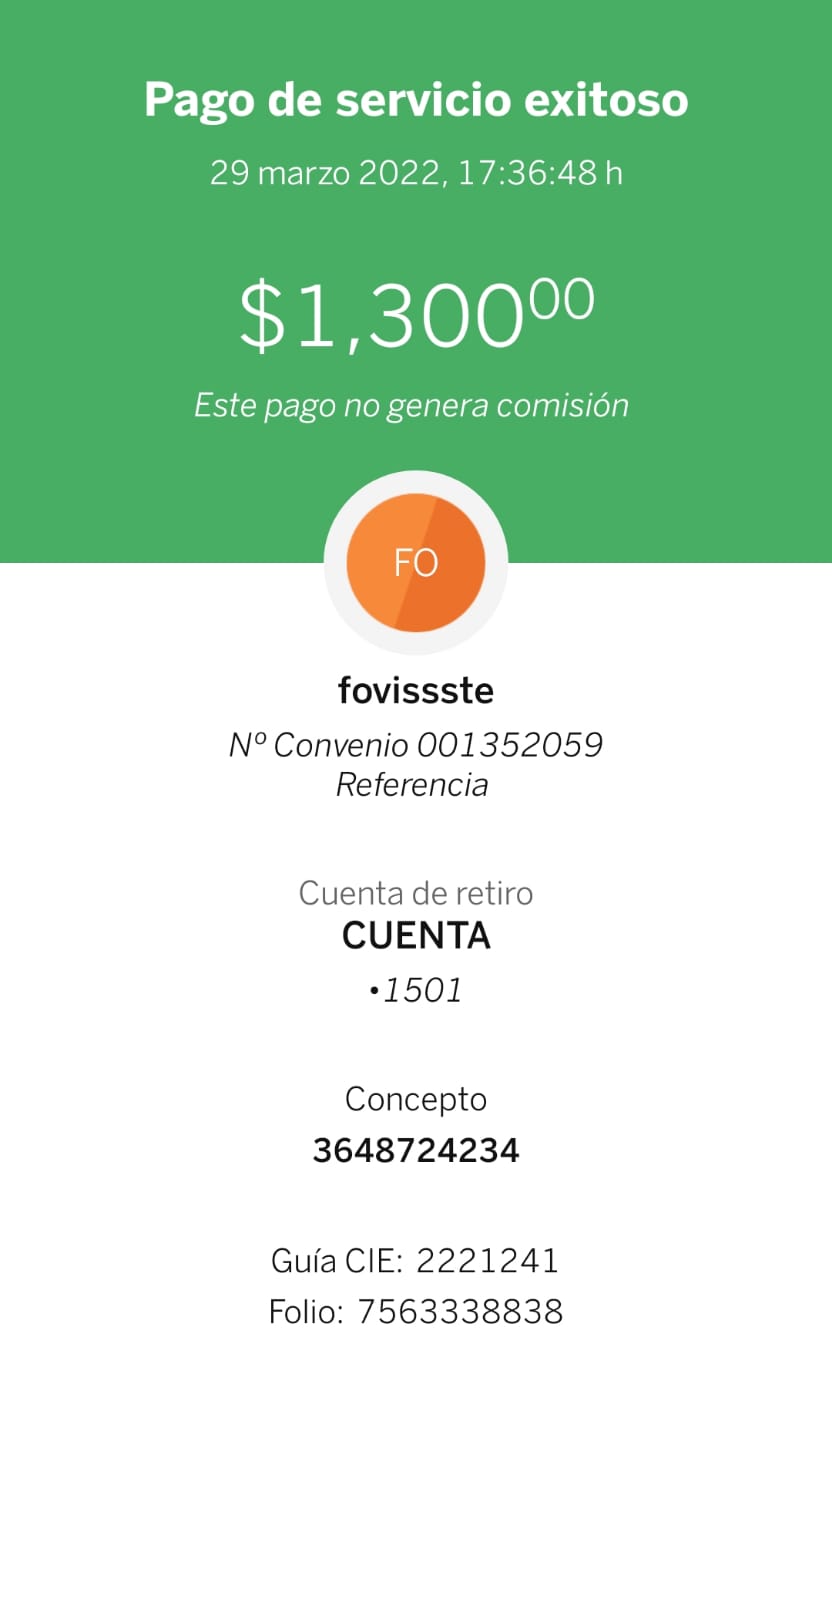 Pago de servicio exitoso
29 marzo 2022, 17:36:48 h
$1,300.00
Este pago no genera comisión
FO
fovissste
Nº Convenio 001352059
Referencia
Cuenta de retiro
CUENTA
•1501
Concepto
3648724234
Guía CIE: 2221241
Folio: 7563338838